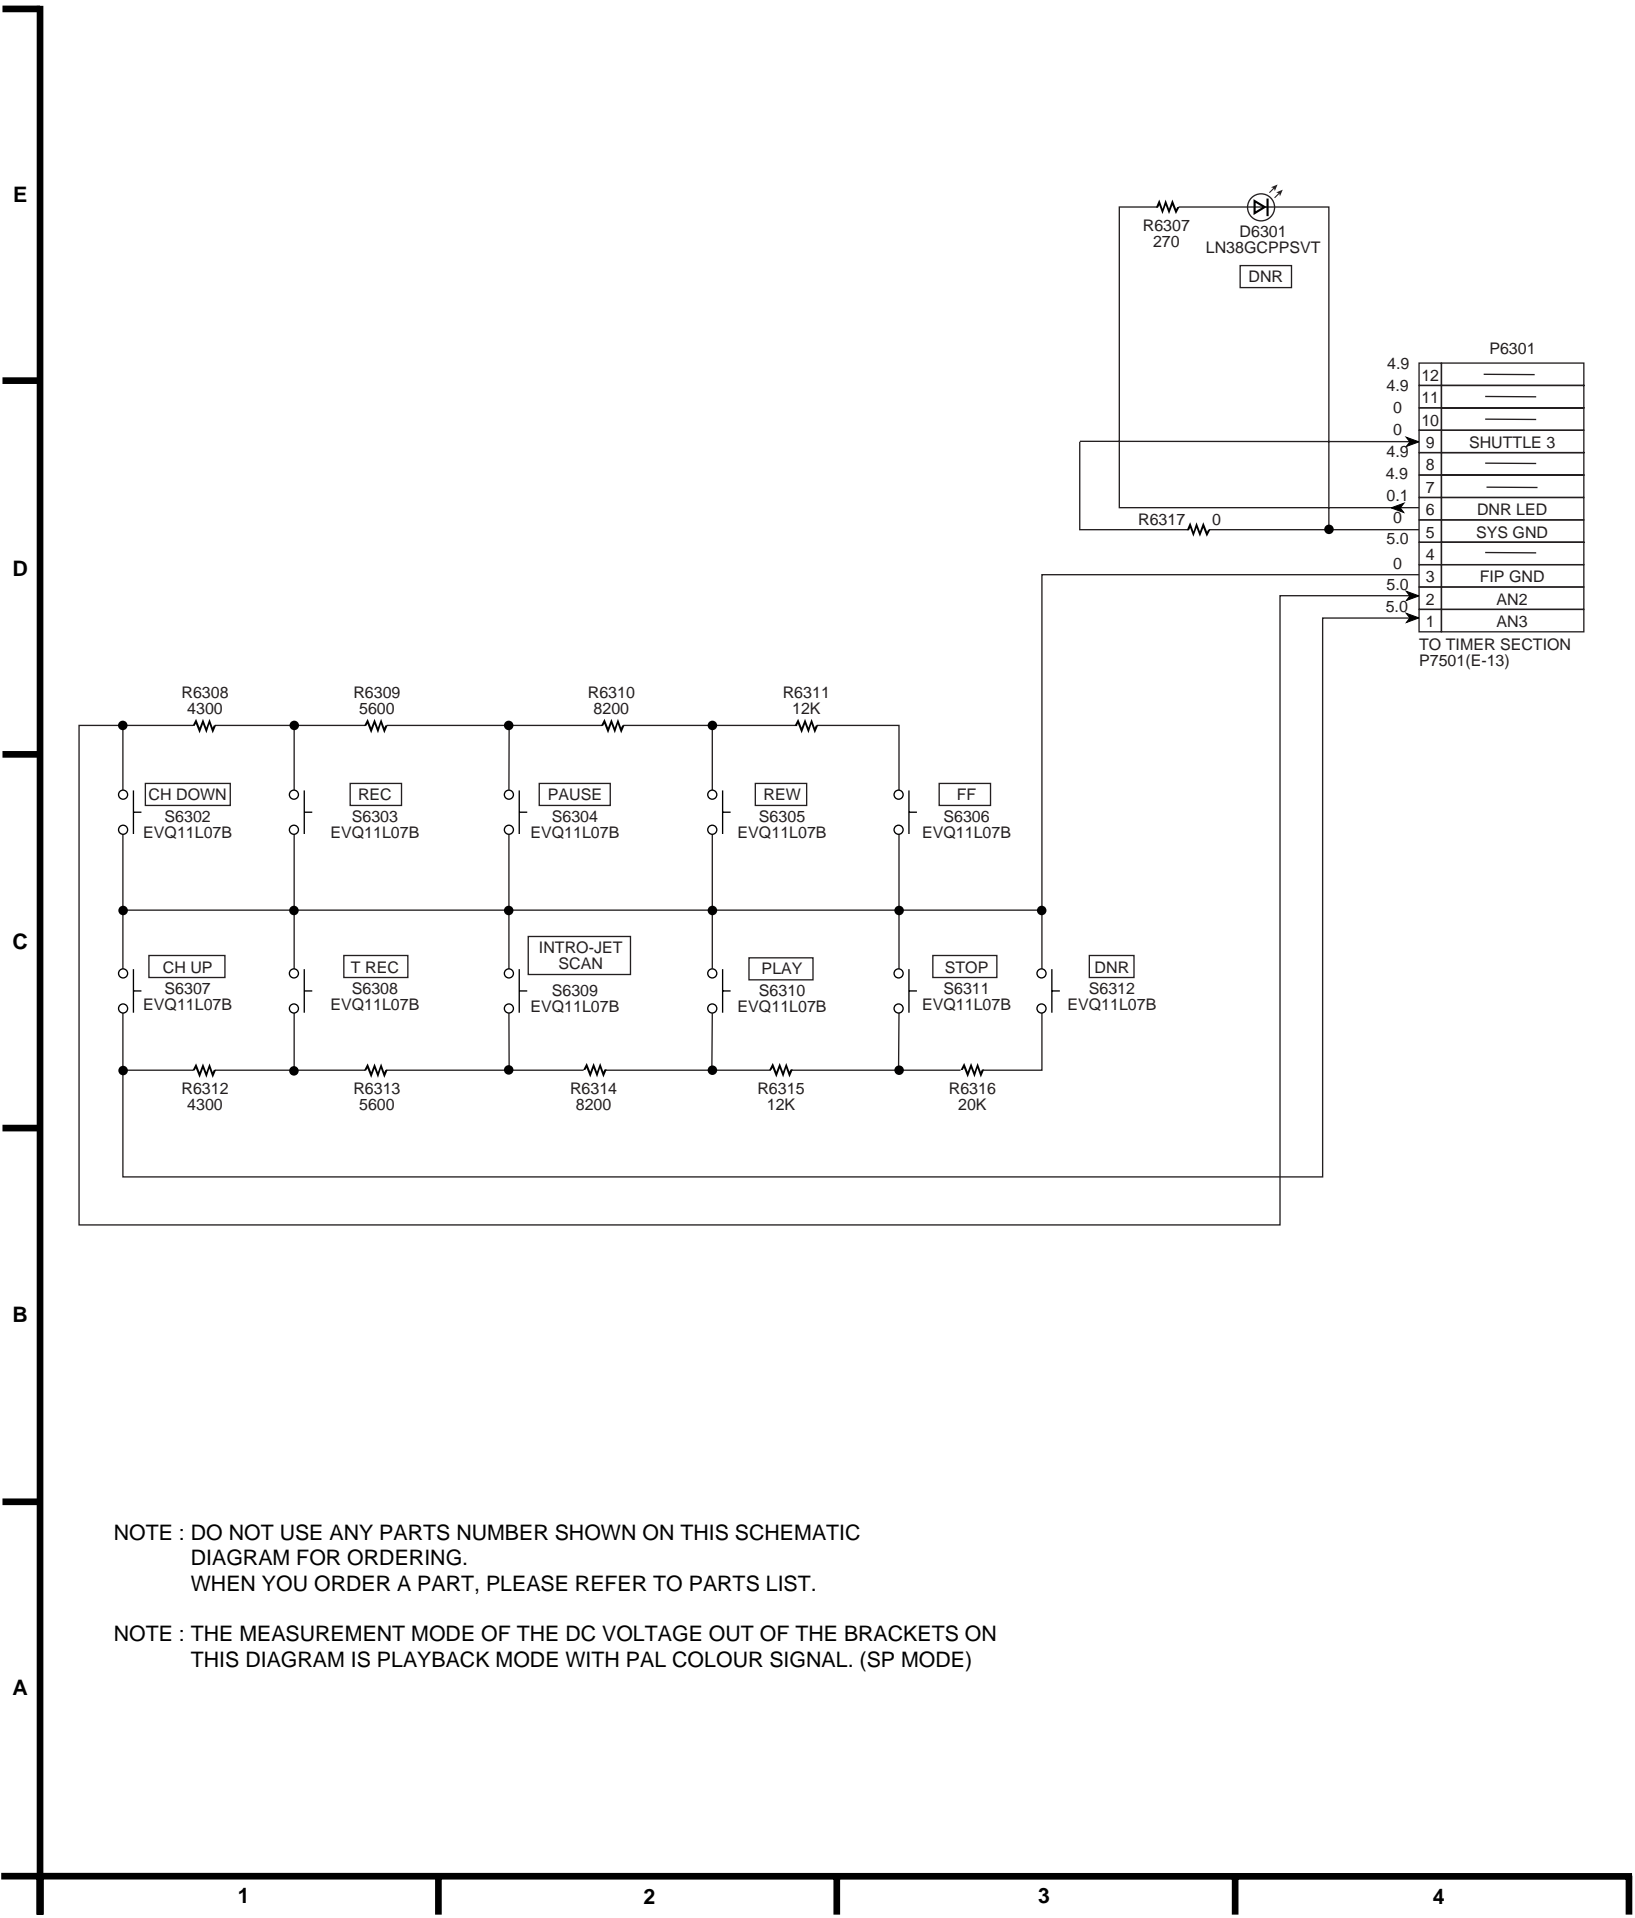 E
R6307
270
D6301
LN38GCPPSVT
DNR
P6301
4.9
12
4.9
11
0
10
0
9 SHUTTLE 3
4.9
8
4.9
7
0.1
6 DNR LED
0
5 SYS GND
5.0
4
0
3 FIP GND
5.0
2 AN2
5.0
1 AN3
TO TIMER SECTION
P7501(E-13)
R6317 0
D
R6308
4300
R6309
5600
R6310
8200
R6311
12K
CH DOWN
S6302
EVQ11L07B
REC
S6303
EVQ11L07B
PAUSE
S6304
EVQ11L07B
REW
S6305
EVQ11L07B
FF
S6306
EVQ11L07B
C
CH UP
S6307
EVQ11L07B
T REC
S6308
EVQ11L07B
INTRO-JET
SCAN
S6309
EVQ11L07B
PLAY
S6310
EVQ11L07B
STOP
S6311
EVQ11L07B
DNR
S6312
EVQ11L07B
R6312
4300
R6313
5600
R6314
8200
R6315
12K
R6316
20K
B
NOTE : DO NOT USE ANY PARTS NUMBER SHOWN ON THIS SCHEMATIC
DIAGRAM FOR ORDERING.
WHEN YOU ORDER A PART, PLEASE REFER TO PARTS LIST.
NOTE : THE MEASUREMENT MODE OF THE DC VOLTAGE OUT OF THE BRACKETS ON
THIS DIAGRAM IS PLAYBACK MODE WITH PAL COLOUR SIGNAL. (SP MODE)
A
1 2 3 4